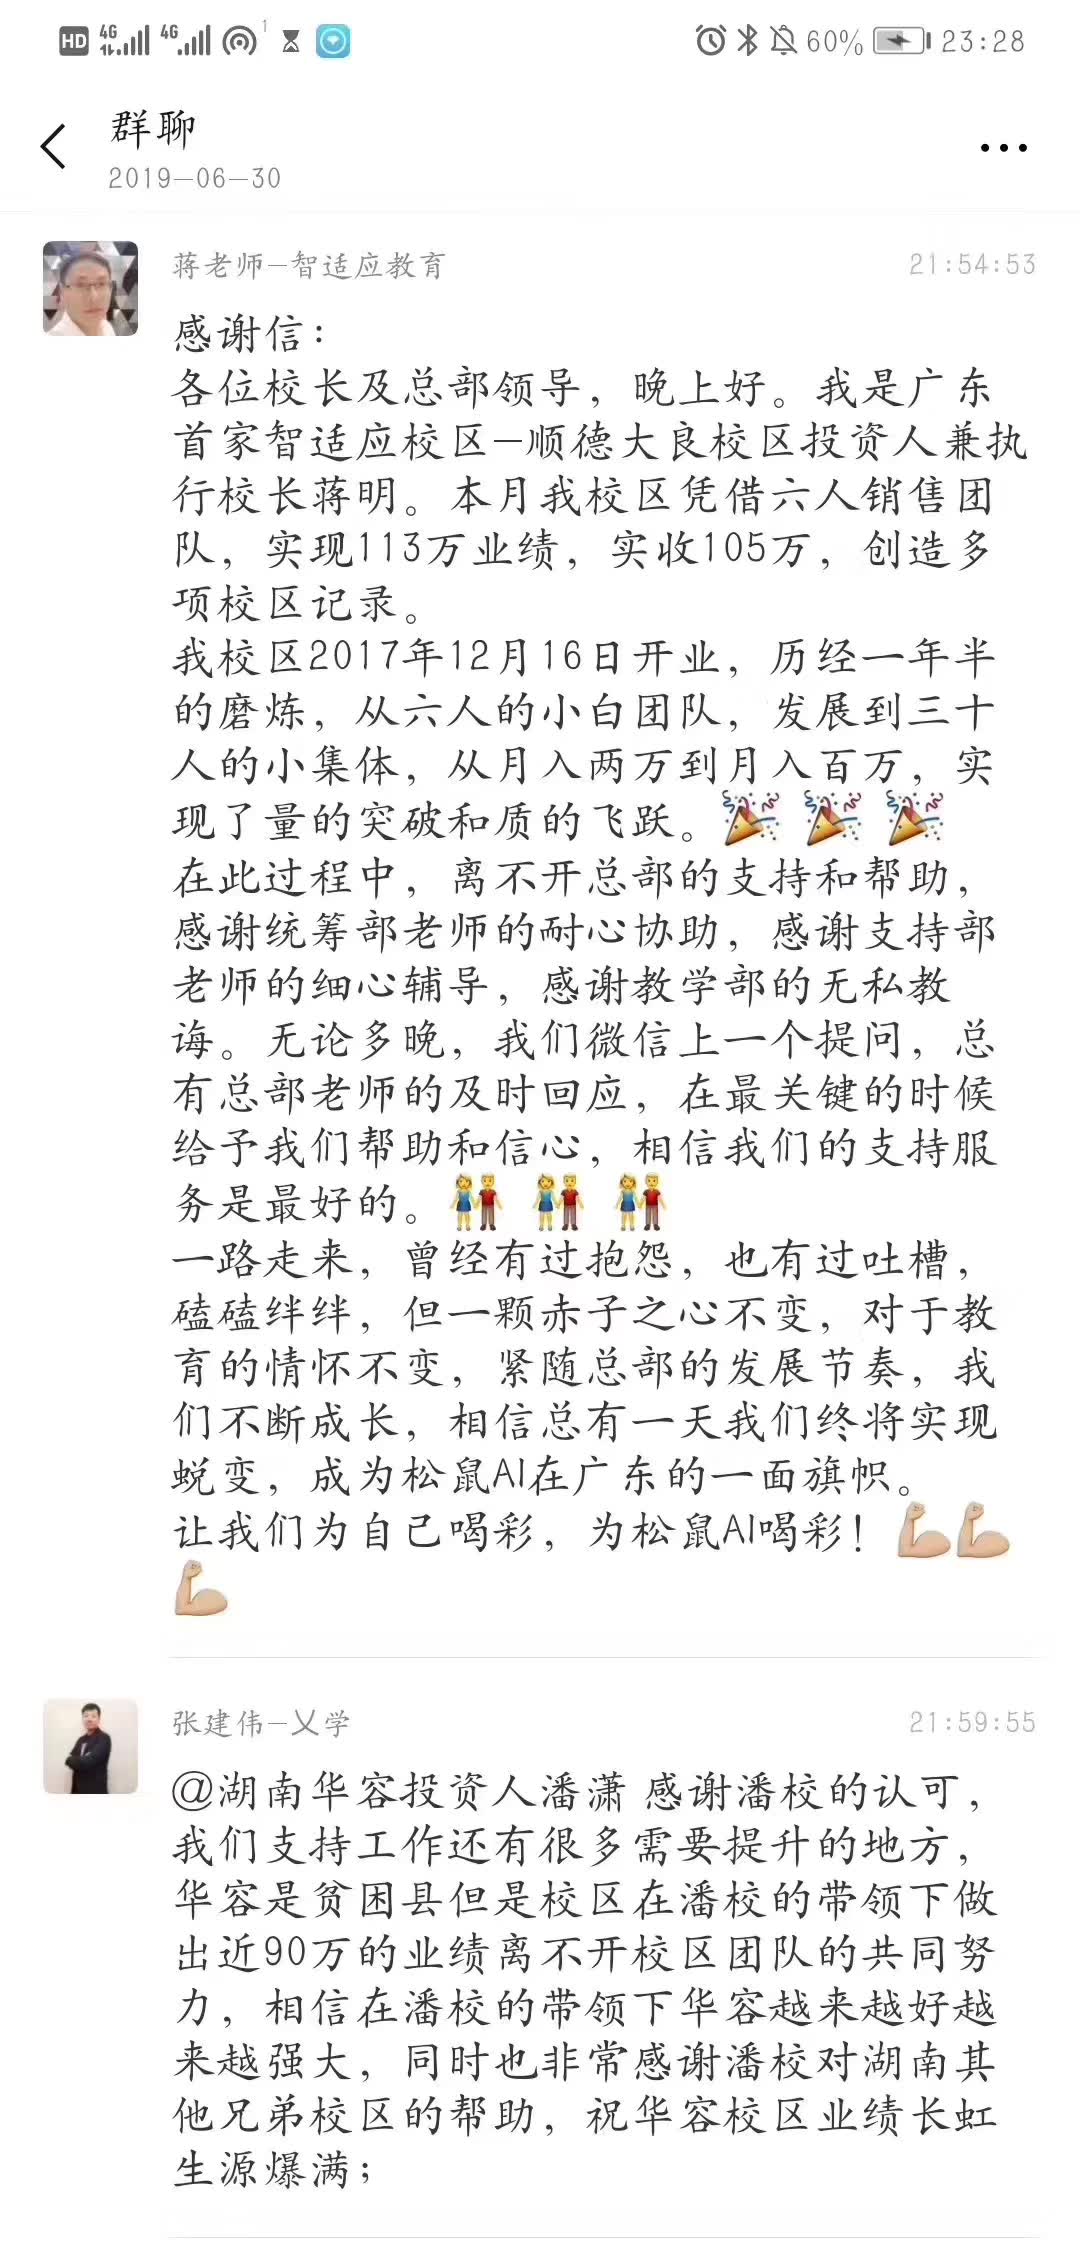 HD 4G 4G 1 60% 23:28
群聊
2019-06-30
蒋老师-智适应教育 21:54:53
感谢信：
各位校长及总部领导，晚上好。我是广东
首家智适应校区-顺德大良校区投资人兼执
行校长蒋明。本月我校区凭借六人销售团
队，实现113万业绩，实收105万，创造多
项校区记录。
我校区2017年12月16日开业，历经一年半
的磨炼，从六人的小白团队，发展到三十
人的小集体，从月入两万到月入百万，实
现了量的突破和质的飞跃。🎉 🎉 🎉
在此过程中，离不开总部的支持和帮助，
感谢统筹部老师的耐心协助，感谢支持部
老师的细心辅导，感谢教学部的无私教
诲。无论多晚，我们微信上一个提问，总
有总部老师的及时回应，在最关键的时候
给予我们帮助和信心，相信我们的支持服
务是最好的。👫 👫 👫
一路走来，曾经有过抱怨，也有过吐槽，
磕磕绊绊，但一颗赤子之心不变，对于教
育的情怀不变，紧随总部的发展节奏，我
们不断成长，相信总有一天我们终将实现
蜕变，成为松鼠AI在广东的一面旗帜。
让我们为自己喝彩，为松鼠AI喝彩！💪🏼💪🏼
💪🏼
张建伟-乂学 21:59:55
@湖南华容投资人潘潇 感谢潘校的认可，
我们支持工作还有很多需要提升的地方，
华容是贫困县但是校区在潘校的带领下做
出近90万的业绩离不开校区团队的共同努
力，相信在潘校的带领下华容越来越好越
来越强大，同时也非常感谢潘校对湖南其
他兄弟校区的帮助，祝华容校区业绩长虹
生源爆满；